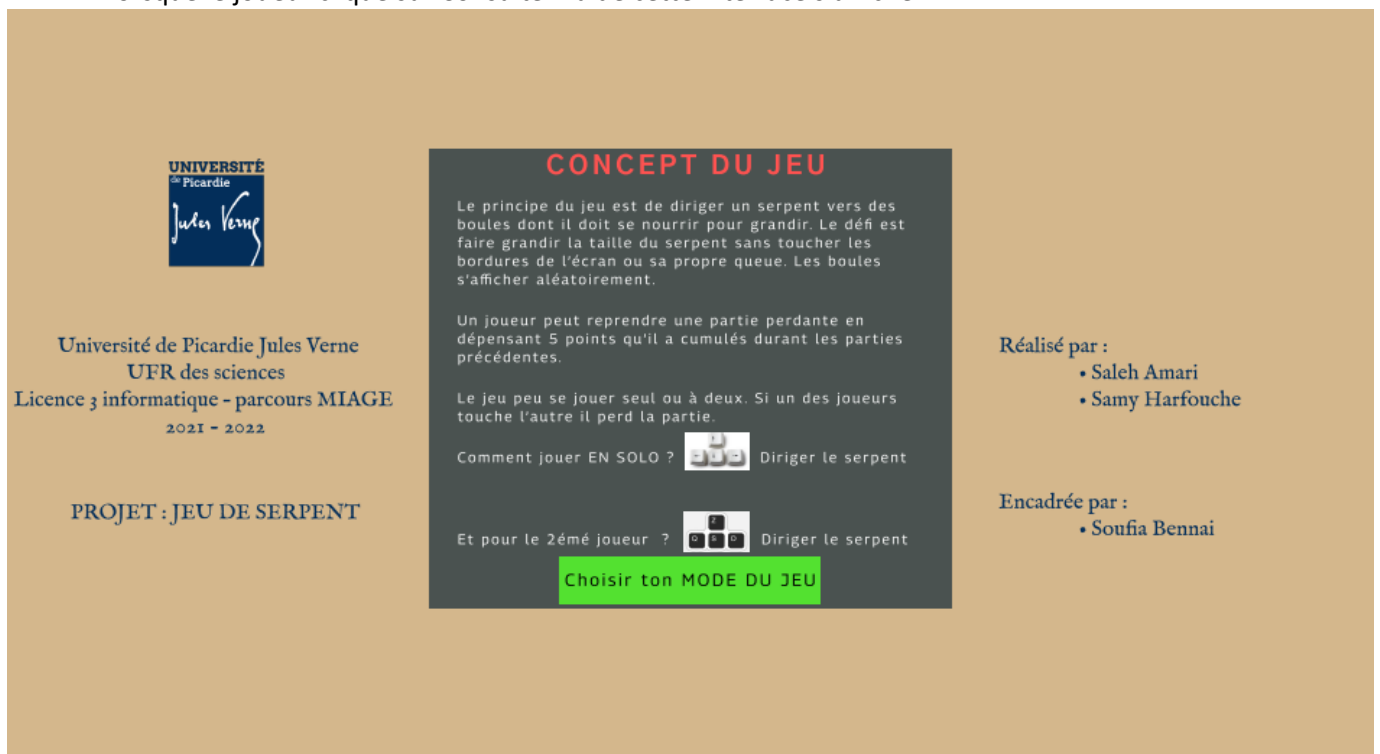 UNIVERSITÉ
de Picardie
Jules Verne
Université de Picardie Jules Verne
UFR des sciences
Licence 3 informatique - parcours MIAGE
2021 - 2022
PROJET : JEU DE SERPENT
CONCEPT DU JEU
Le principe du jeu est de diriger un serpent vers des
boules dont il doit se nourrir pour grandir. Le défi est
faire grandir la taille du serpent sans toucher les
bordures de l'écran ou sa propre queue. Les boules
s'afficher aléatoirement.
Un joueur peut reprendre une partie perdante en
dépensant 5 points qu'il a cumulés durant les parties
précédentes.
Le jeu peu se jouer seul ou à deux. Si un des joueurs
touche l'autre il perd la partie.
Comment jouer EN SOLO ? Diriger le serpent
Et pour le 2émé joueur ? Z Q S D Diriger le serpent
Choisir ton MODE DU JEU
Réalisé par :
• Saleh Amari
• Samy Harfouche
Encadrée par :
• Soufia Bennai